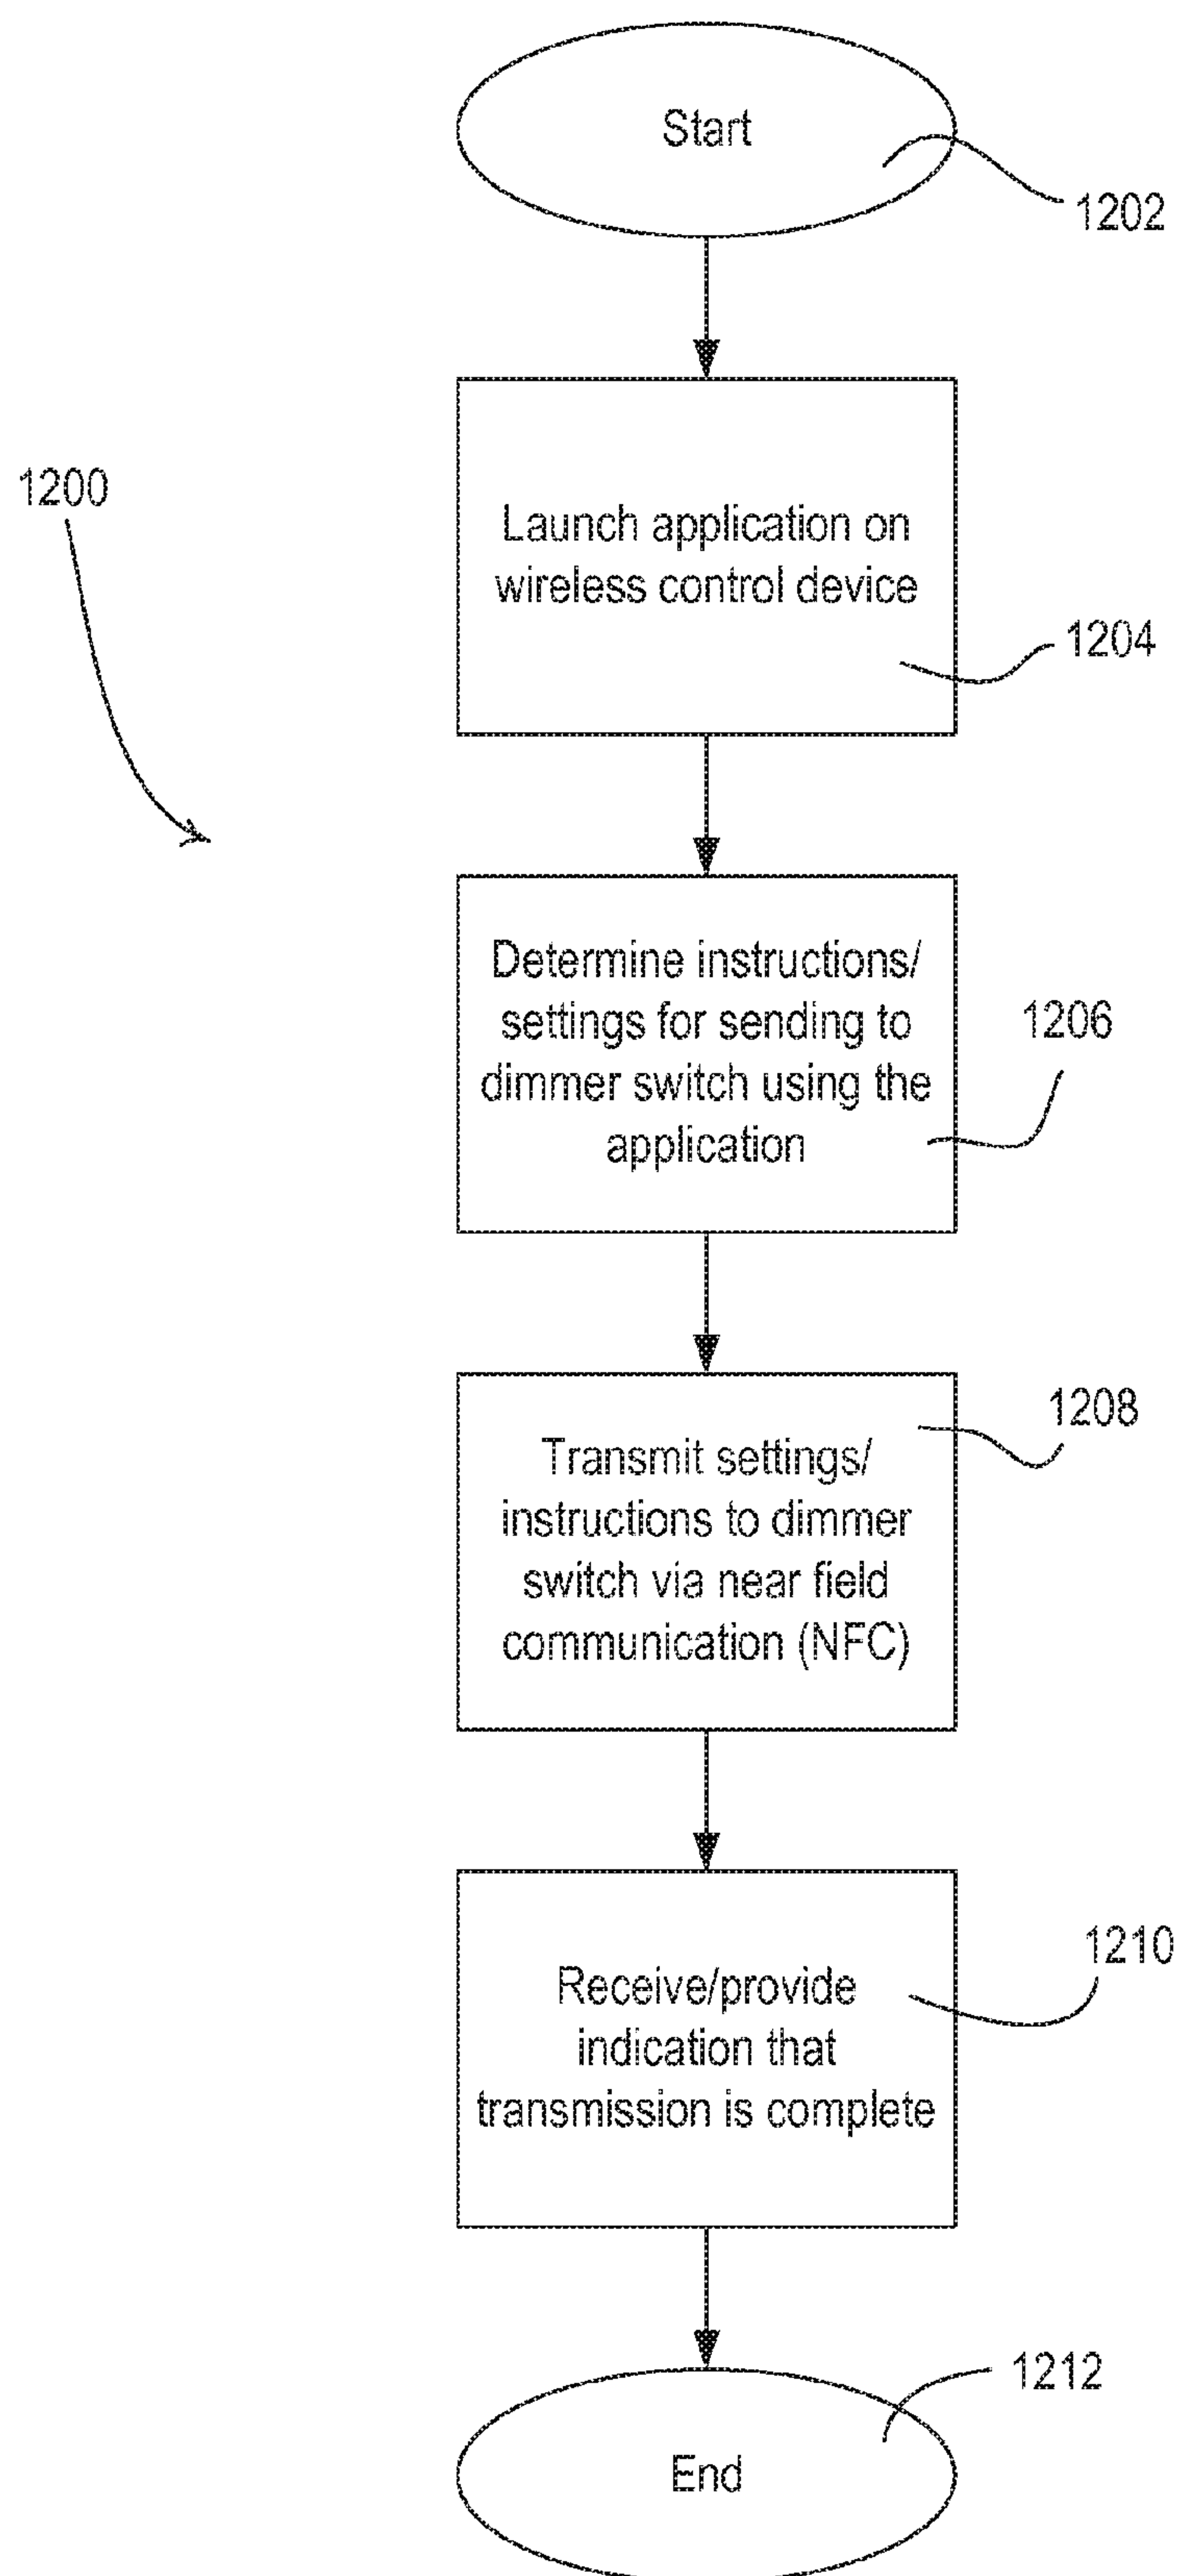 Start
1202
1200
Launch application on
wireless control device
1204
Determine instructions/
settings for sending to
dimmer switch using the
application
1206
1208
Transmit settings/
instructions to dimmer
switch via near field
communication (NFC)
1210
Receive/provide
indication that
transmission is complete
1212
End